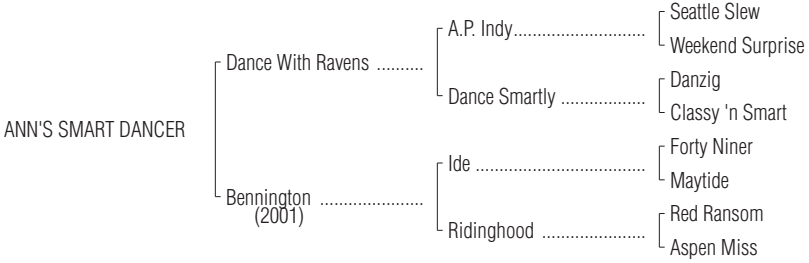 Seattle Slew
A.P. Indy............................
Weekend Surprise
Dance With Ravens ..........
Danzig
Dance Smartly ..................
Classy 'n Smart
ANN'S SMART DANCER
Forty Niner
Ide ....................................
Maytide
Bennington ......................
(2001)
Red Ransom
Ridinghood ......................
Aspen Miss